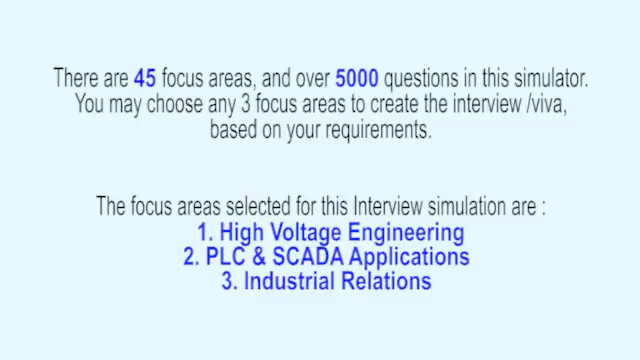 There are 45 focus areas, and over 5000 questions in this simulator.
You may choose any 3 focus areas to create the interview /viva,
based on your requirements.
The focus areas selected for this Interview simulation are :
1. High Voltage Engineering
2. PLC & SCADA Applications
3. Industrial Relations